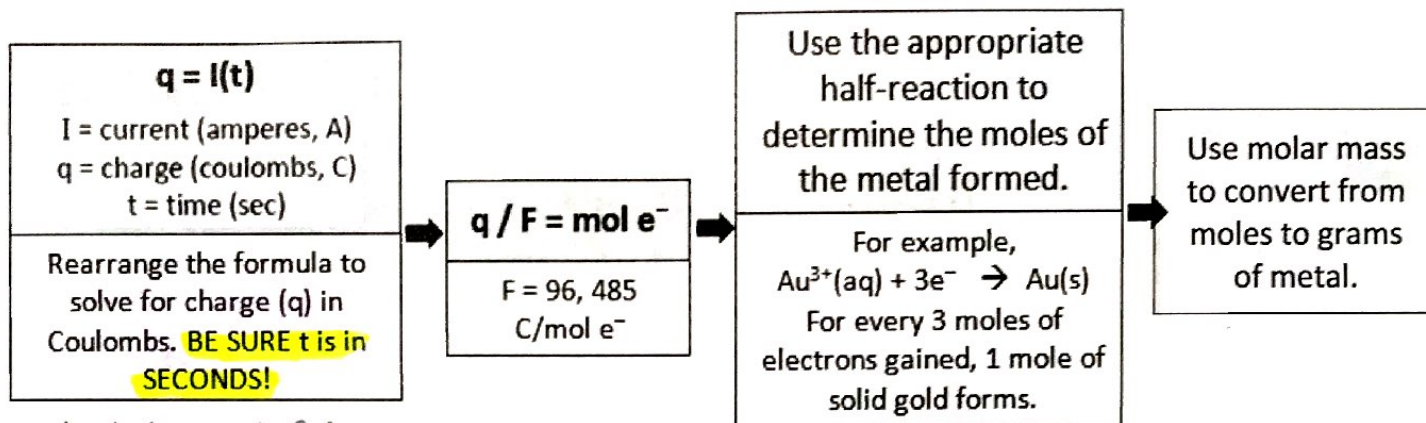 q = I(t)
I = current (amperes, A)
q = charge (coulombs, C)
t = time (sec)
Rearrange the formula to
solve for charge (q) in
Coulombs. BE SURE t is in
SECONDS!
q / F = mol e⁻
F = 96, 485
C/mol e⁻
Use the appropriate
half-reaction to
determine the moles of
the metal formed.
For example,
Au³⁺(aq) + 3e⁻ → Au(s)
For every 3 moles of
electrons gained, 1 mole of
solid gold forms.
Use molar mass
to convert from
moles to grams
of metal.